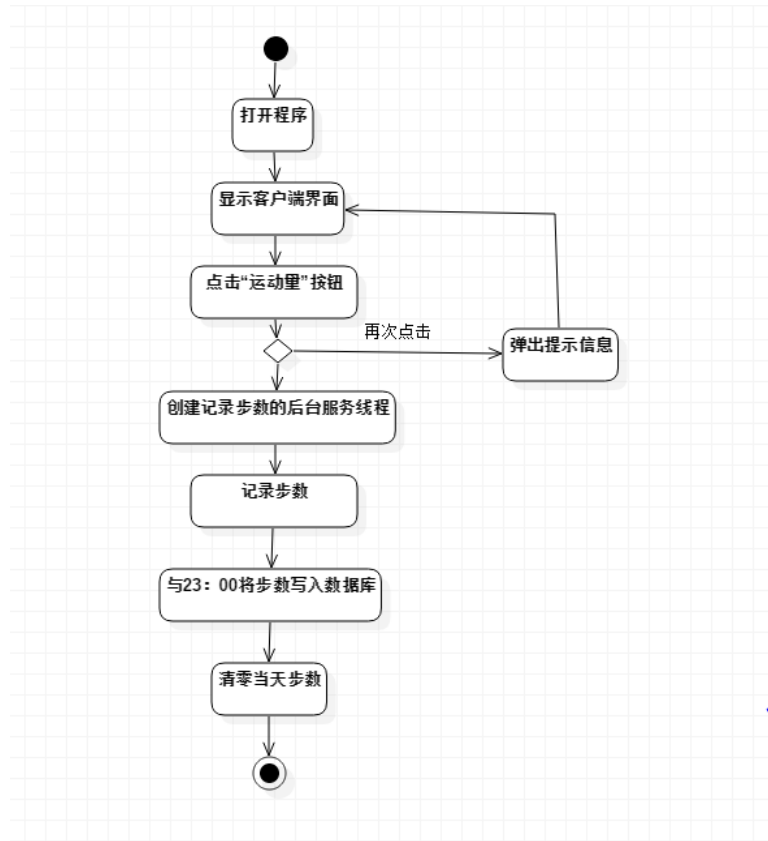 打开程序
显示客户端界面
点击“运动量”按钮
再次点击
弹出提示信息
创建记录步数的后台服务线程
记录步数
与23：00将步数写入数据库
清零当天步数